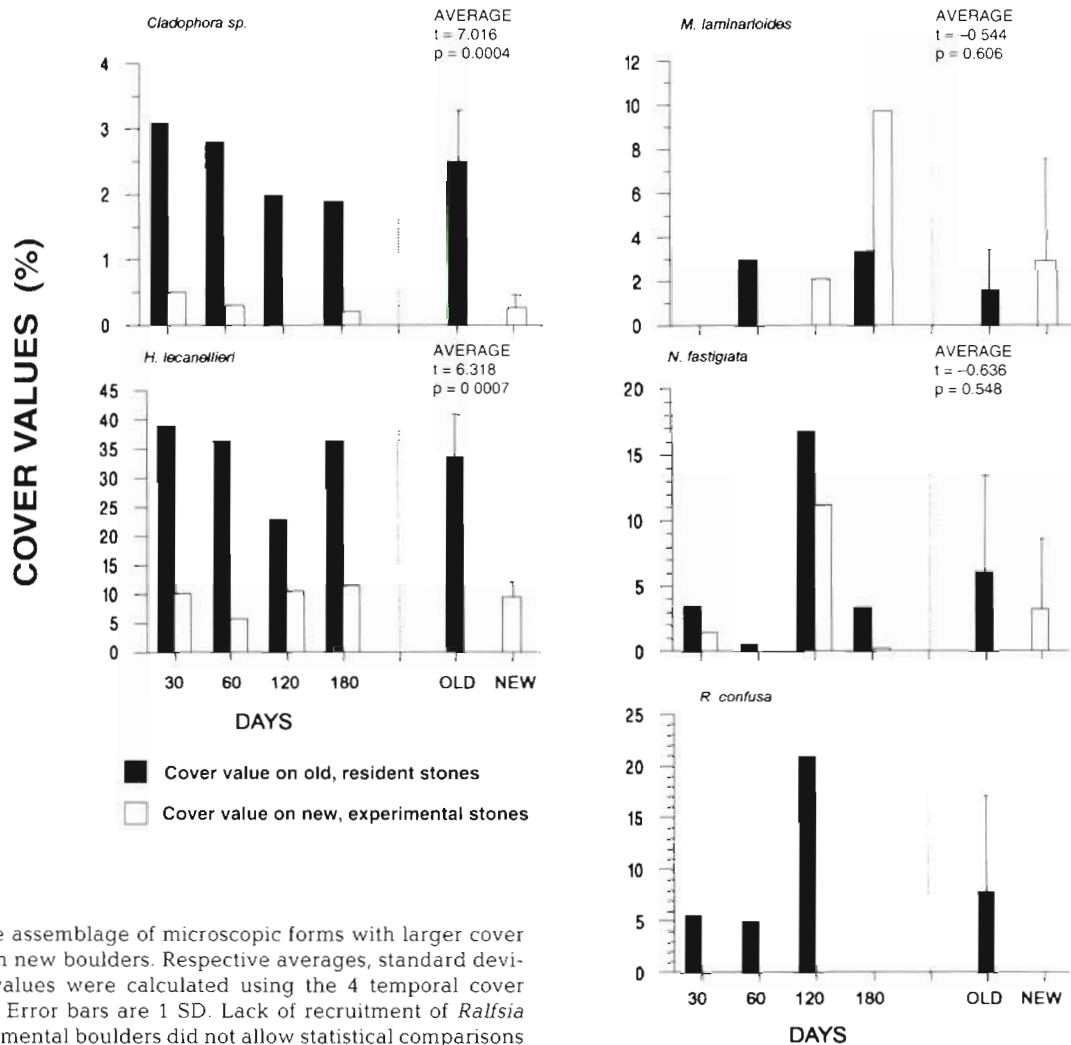 Cladophora sp.
AVERAGE
t = 7.016
p = 0.0004
4
3
2
1
0
H. lecanellieri
AVERAGE
t = 6.318
p = 0 0007
45
40
35
30
25
20
15
10
5
0
30 60 120 180 OLD NEW
DAYS
COVER VALUES (%)
Cover value on old, resident stones
Cover value on new, experimental stones
M. laminarioides
AVERAGE
t = –0 544
p = 0.606
12
10
8
6
4
2
0
N. fastigiata
AVERAGE
t = –0.636
p = 0.548
20
15
10
5
0
R confusa
25
20
15
10
5
0
30 60 120 180 OLD NEW
DAYS
e assemblage of microscopic forms with larger cover
n new boulders. Respective averages, standard devi-
values were calculated using the 4 temporal cover
Error bars are 1 SD. Lack of recruitment of Ralfsia
mental boulders did not allow statistical comparisons